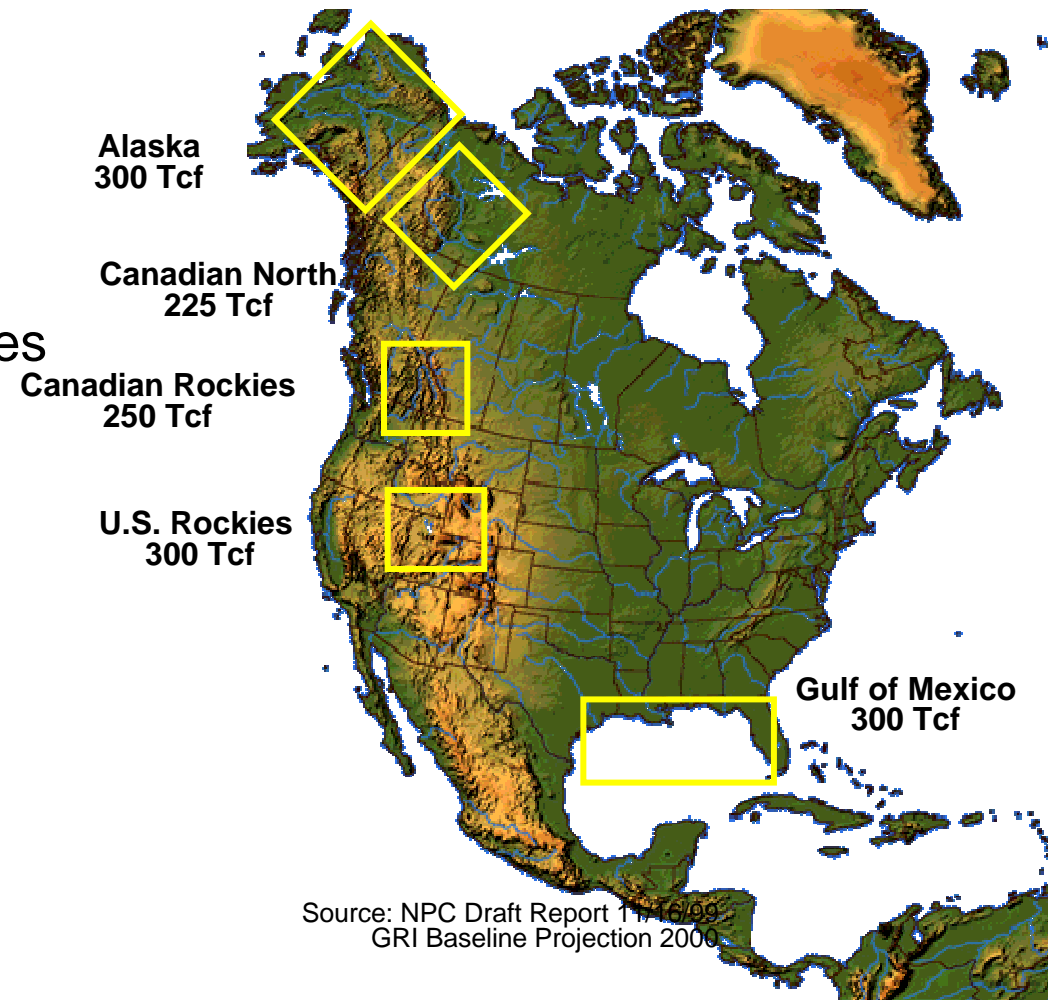 Alaska
300 Tcf
Canadian North
225 Tcf
es
Canadian Rockies
250 Tcf
U.S. Rockies
300 Tcf
Gulf of Mexico
300 Tcf
Source: NPC Draft Report 11/16/99
GRI Baseline Projection 2000